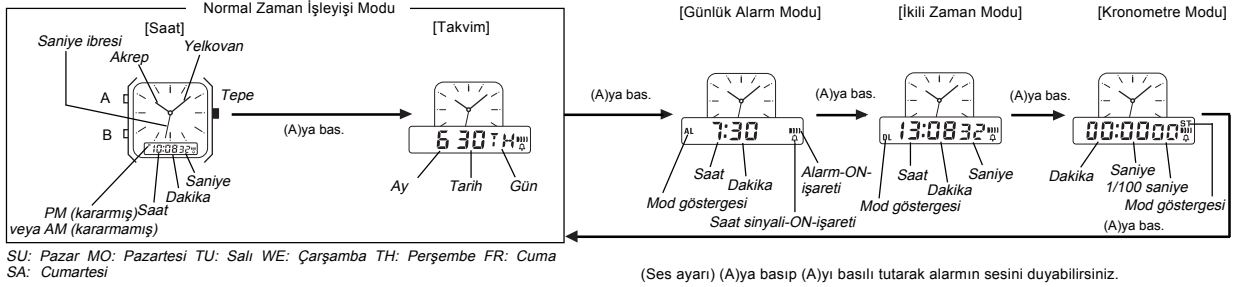 Normal Zaman İşleyişi Modu
[Saat]
[Takvim]
[Günlük Alarm Modu]
[İkili Zaman Modu]
[Kronometre Modu]
Saniye ibresi
Akrep
Yelkovan
A
B
Tepe
10:08 32
(A)ya bas.
6 30 TH
(A)ya bas.
AL 7:30
(A)ya bas.
DL 13:08 32
(A)ya bas.
ST
00:00 00
Saniye
Dakika
Saat
PM (kararmış)
veya AM (kararmamış)
Ay
Tarih
Gün
Saat
Dakika
Mod göstergesi
Alarm-ON-
işareti
Saat sinyali-ON-işareti
Saat
Dakika
Saniye
Mod göstergesi
Dakika
Saniye
1/100 saniye
Mod göstergesi
(A)ya bas.
SU: Pazar MO: Pazartesi TU: Salı WE: Çarşamba TH: Perşembe FR: Cuma
SA: Cumartesi
(Ses ayarı) (A)ya basıp (A)yı basılı tutarak alarmın sesini duyabilirsiniz.